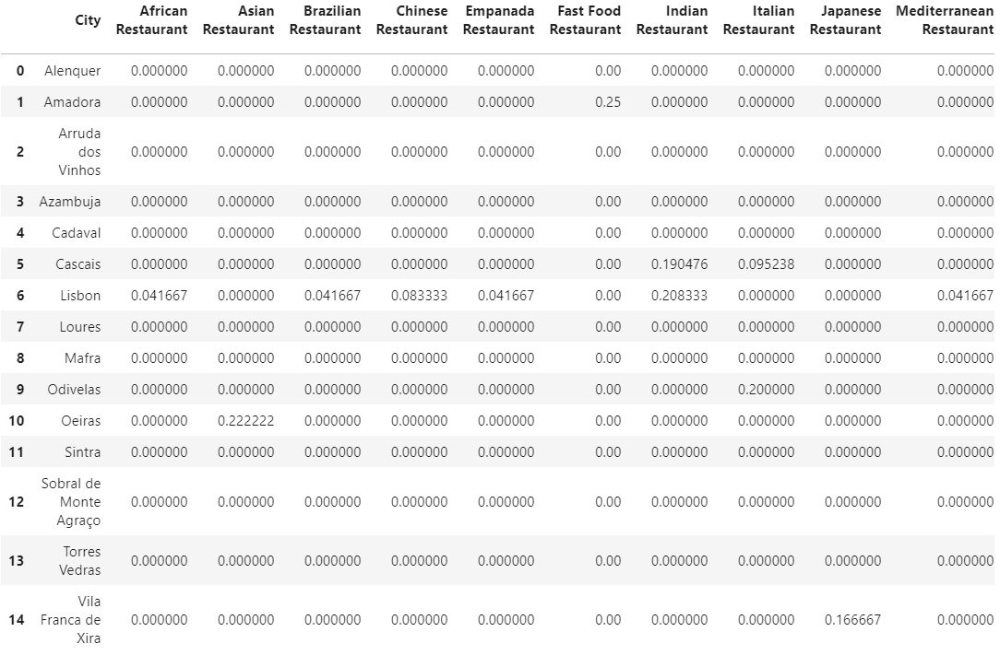 City African Restaurant Asian Restaurant Brazilian Restaurant Chinese Restaurant Empanada Restaurant Fast Food Restaurant Indian Restaurant Italian Restaurant Japanese Restaurant Mediterranean Restaurant
0 Alenquer 0.000000 0.000000 0.000000 0.000000 0.000000 0.00 0.000000 0.000000 0.000000 0.000000
1 Amadora 0.000000 0.000000 0.000000 0.000000 0.000000 0.25 0.000000 0.000000 0.000000 0.000000
2 Arruda dos Vinhos 0.000000 0.000000 0.000000 0.000000 0.000000 0.00 0.000000 0.000000 0.000000 0.000000
3 Azambuja 0.000000 0.000000 0.000000 0.000000 0.000000 0.00 0.000000 0.000000 0.000000 0.000000
4 Cadaval 0.000000 0.000000 0.000000 0.000000 0.000000 0.00 0.000000 0.000000 0.000000 0.000000
5 Cascais 0.000000 0.000000 0.000000 0.000000 0.000000 0.00 0.190476 0.095238 0.000000 0.000000
6 Lisbon 0.041667 0.000000 0.041667 0.083333 0.041667 0.00 0.208333 0.000000 0.000000 0.041667
7 Loures 0.000000 0.000000 0.000000 0.000000 0.000000 0.00 0.000000 0.000000 0.000000 0.000000
8 Mafra 0.000000 0.000000 0.000000 0.000000 0.000000 0.00 0.000000 0.000000 0.000000 0.000000
9 Odivelas 0.000000 0.000000 0.000000 0.000000 0.000000 0.00 0.000000 0.200000 0.000000 0.000000
10 Oeiras 0.000000 0.222222 0.000000 0.000000 0.000000 0.00 0.000000 0.000000 0.000000 0.000000
11 Sintra 0.000000 0.000000 0.000000 0.000000 0.000000 0.00 0.000000 0.000000 0.000000 0.000000
12 Sobral de Monte Agraço 0.000000 0.000000 0.000000 0.000000 0.000000 0.00 0.000000 0.000000 0.000000 0.000000
13 Torres Vedras 0.000000 0.000000 0.000000 0.000000 0.000000 0.00 0.000000 0.000000 0.000000 0.000000
14 Vila Franca de Xira 0.000000 0.000000 0.000000 0.000000 0.000000 0.00 0.000000 0.000000 0.166667 0.000000